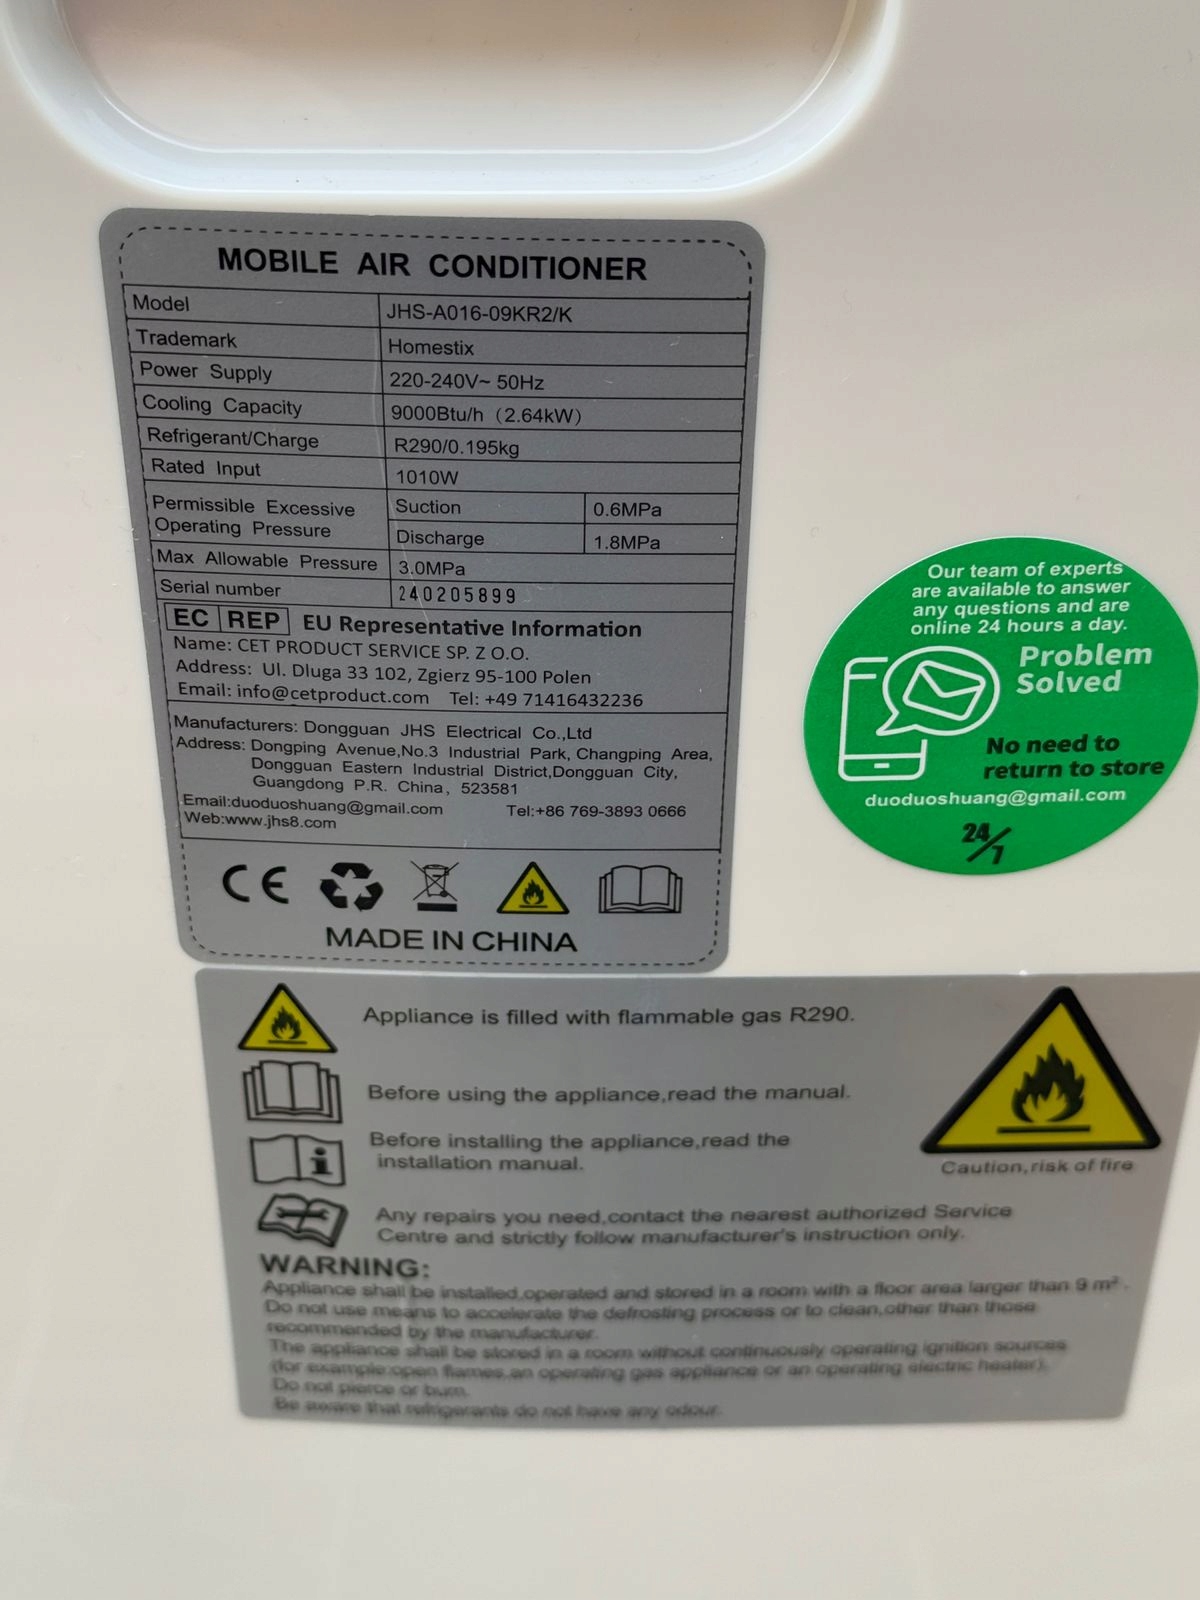 MOBILE AIR CONDITIONER
Model JHS-A016-09KR2/K
Trademark Homestix
Power Supply 220-240V~ 50Hz
Cooling Capacity 9000Btu/h (2.64kW)
Refrigerant/Charge R290/0.195kg
Rated Input 1010W
Permissible Excessive Operating Pressure Suction 0.6MPa
Discharge 1.8MPa
Max Allowable Pressure 3.0MPa
Serial number 240205899
EC REP EU Representative Information
Name: CET PRODUCT SERVICE SP. Z O.O.
Address: Ul. Dluga 33 102, Zgierz 95-100 Polen
Email: info@cetproduct.com Tel: +49 71416432236
Manufacturers: Dongguan JHS Electrical Co.,Ltd
Address: Dongping Avenue,No.3 Industrial Park, Changping Area,
Dongguan Eastern Industrial District,Dongguan City,
Guangdong P.R. China, 523581
Email:duoduoshuang@gmail.com Tel:+86 769-3893 0666
Web:www.jhs8.com
CE
MADE IN CHINA
Our team of experts
are available to answer
any questions and are
online 24 hours a day.
Problem
Solved
No need to
return to store
duoduoshuang@gmail.com
24/7
Appliance is filled with flammable gas R290.
Before using the appliance,read the manual.
Before installing the appliance,read the
installation manual.
Caution,risk of fire
Any repairs you need,contact the nearest authorized Service
Centre and strictly follow manufacturer's instruction only.
WARNING:
Appliance shall be installed,operated and stored in a room with a floor area larger than 9 m².
Do not use means to accelerate the defrosting process or to clean,other than those
recommended by the manufacturer.
The appliance shall be stored in a room without continuously operating ignition sources
(for example:open flames,an operating gas appliance or an operating electric heater).
Do not pierce or burn.
Be aware that refrigerants do not have any odour.